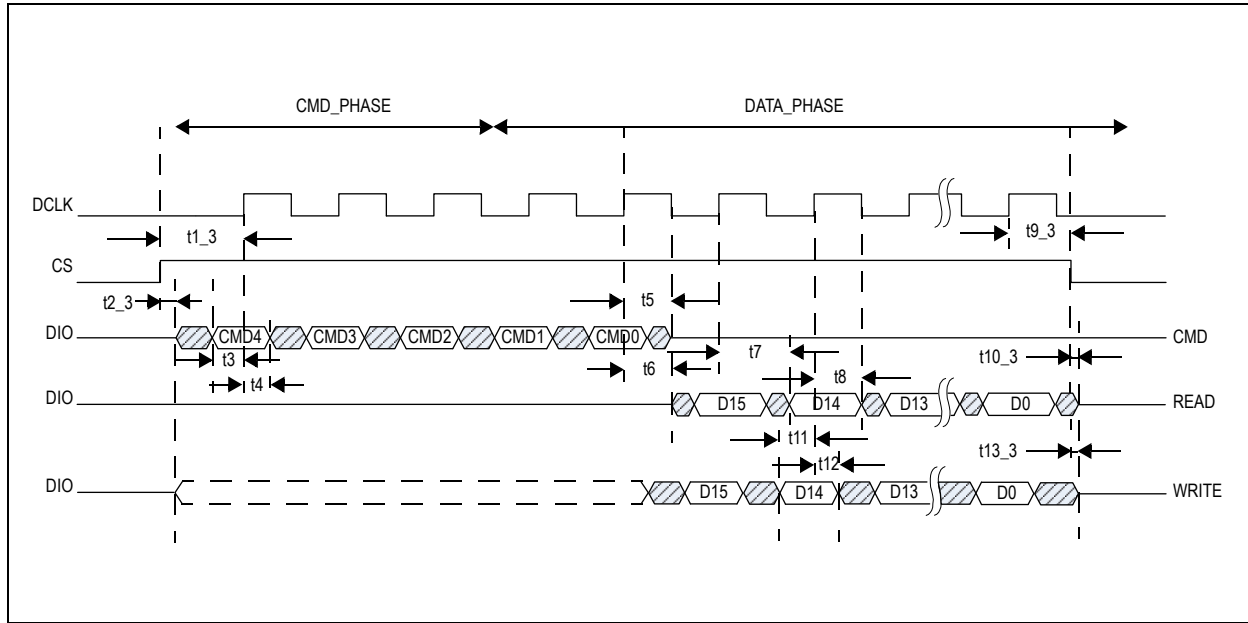 CMD_PHASE DATA_PHASE
DCLK
t1_3 t9_3
CS
t2_3 t5
DIO CMD4 CMD3 CMD2 CMD1 CMD0 CMD
t3 t6 t7 t10_3
t4 t8
DIO D15 D14 D13 D0 READ
t11 t13_3
t12
DIO D15 D14 D13 D0 WRITE